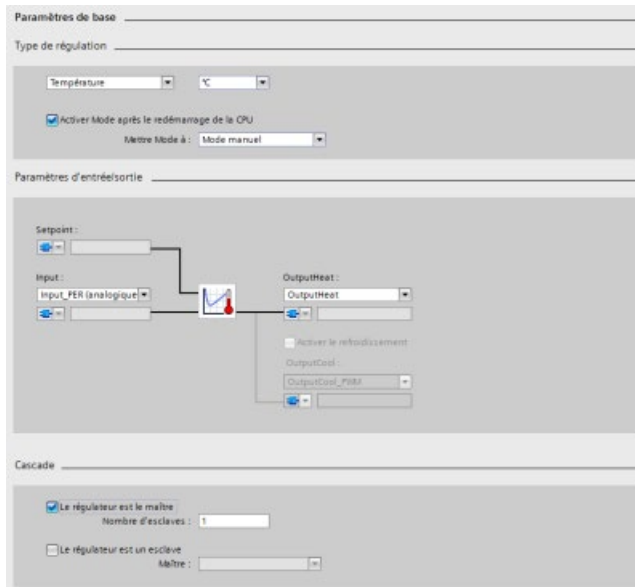 Paramètres de base
Type de régulation
Température
°C
Activer Mode après le redémarrage de la CPU
Mettre Mode à : Mode manuel
Paramètres d'entrée/sortie
Setpoint :
Input :
Input_PER (analogique
OutputHeat :
OutputHeat
Activer le refroidissement
OutputCool :
OutputCool_PWM
Cascade
Le régulateur est le maître
Nombre d'esclaves : 1
Le régulateur est un esclave
Maître :